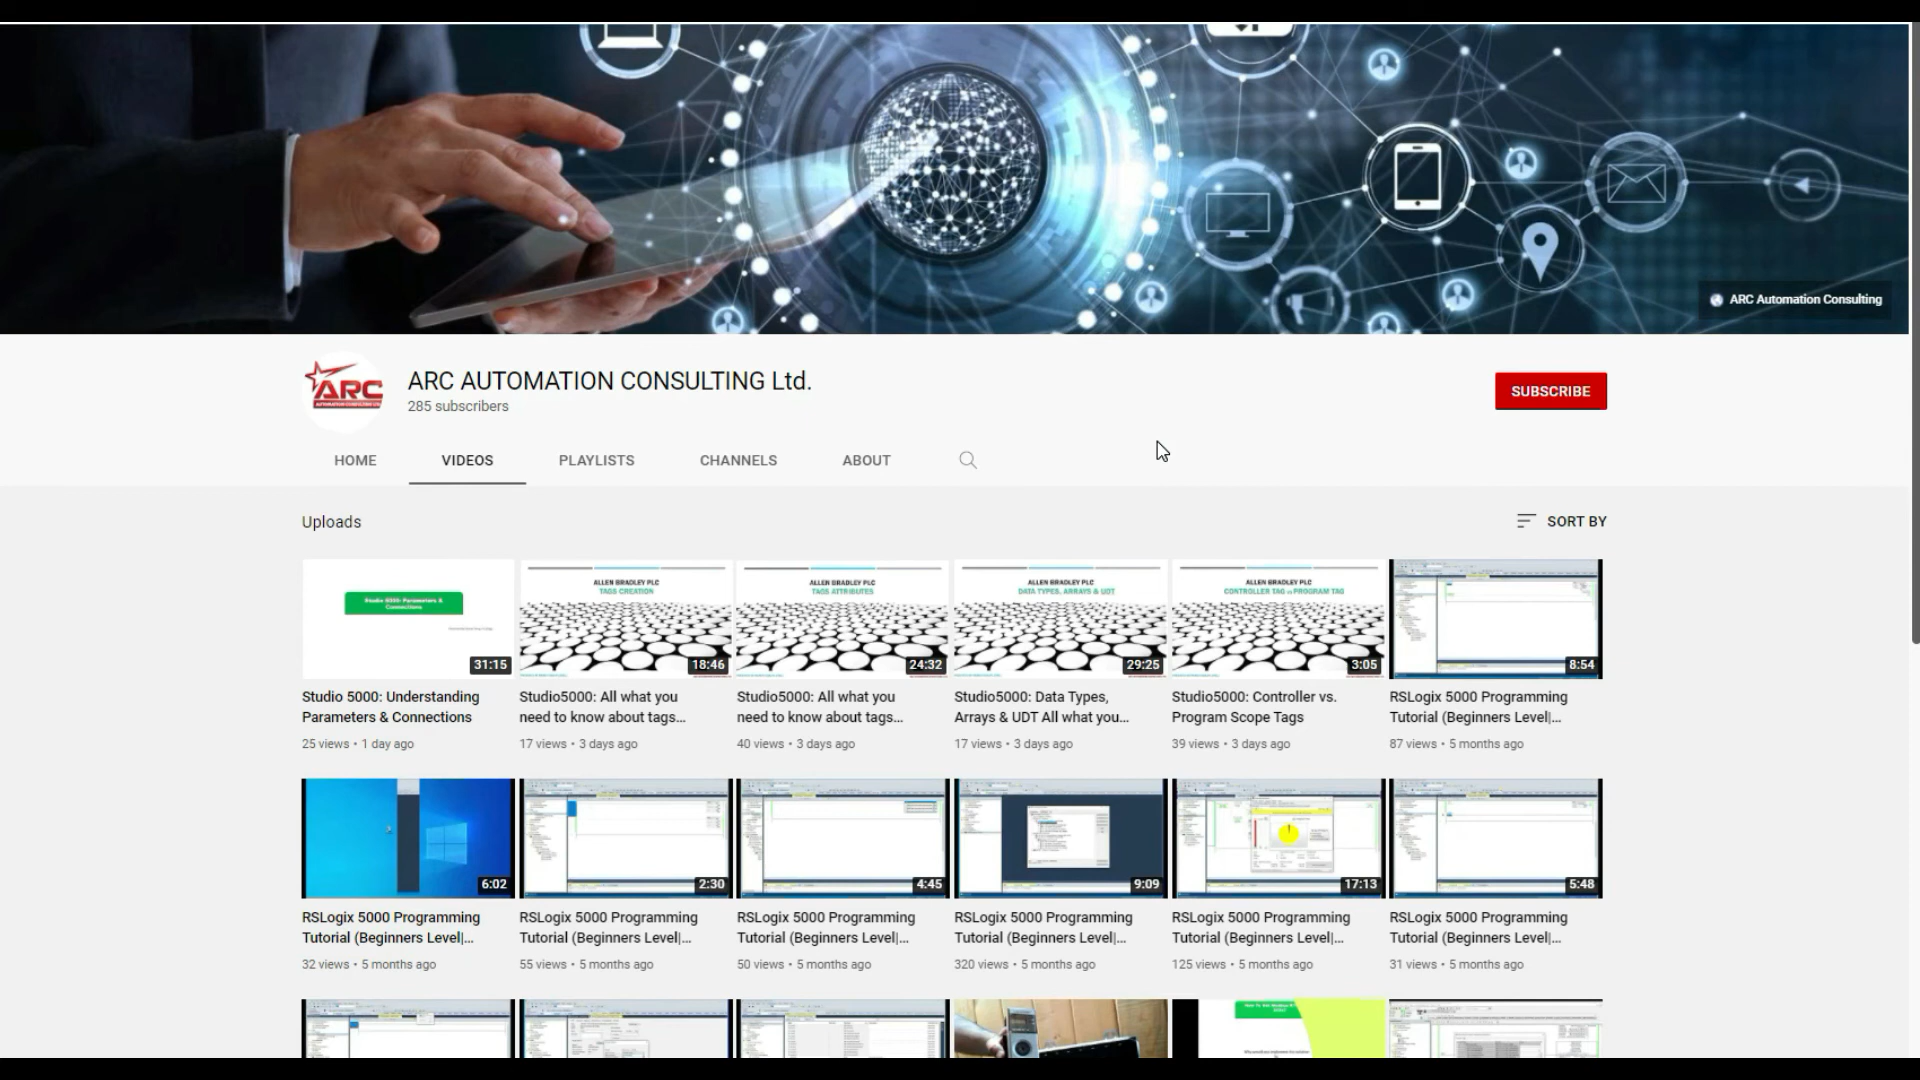 ARC Automation Consulting
ARC
ARC AUTOMATION CONSULTING Ltd.
285 subscribers
SUBSCRIBE
HOME VIDEOS PLAYLISTS CHANNELS ABOUT
Uploads
SORT BY
Studio 5000: Parameters &
Connections
31:15
ALLEN BRADLEY PLC
TAGS CREATION
18:46
ALLEN BRADLEY PLC
TAGS ATTRIBUTES
24:32
ALLEN BRADLEY PLC
DATA TYPES, ARRAYS & UDT
29:25
ALLEN BRADLEY PLC
CONTROLLER TAG vs PROGRAM TAG
3:05
8:54
Studio 5000: Understanding
Parameters & Connections
25 views • 1 day ago
Studio5000: All what you
need to know about tags...
17 views • 3 days ago
Studio5000: All what you
need to know about tags...
40 views • 3 days ago
Studio5000: Data Types,
Arrays & UDT All what you...
17 views • 3 days ago
Studio5000: Controller vs.
Program Scope Tags
39 views • 3 days ago
RSLogix 5000 Programming
Tutorial (Beginners Level|...
87 views • 5 months ago
6:02
2:30
4:45
9:09
17:13
5:48
RSLogix 5000 Programming
Tutorial (Beginners Level|...
32 views • 5 months ago
RSLogix 5000 Programming
Tutorial (Beginners Level|...
55 views • 5 months ago
RSLogix 5000 Programming
Tutorial (Beginners Level|...
50 views • 5 months ago
RSLogix 5000 Programming
Tutorial (Beginners Level|...
320 views • 5 months ago
RSLogix 5000 Programming
Tutorial (Beginners Level|...
125 views • 5 months ago
RSLogix 5000 Programming
Tutorial (Beginners Level|...
31 views • 5 months ago